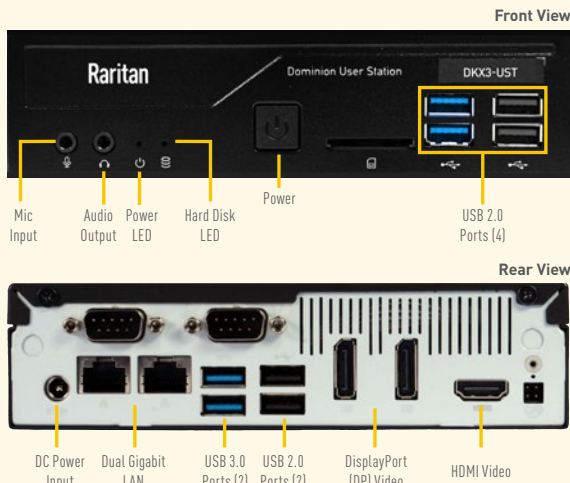 Front View
Raritan
Dominion User Station
DKX3-UST
Mic
Input
Audio
Output
Power
LED
Hard Disk
LED
Power
USB 2.0
Ports (4)
Rear View
DC Power
Input
Dual Gigabit
LAN
USB 3.0
Ports (2)
USB 2.0
Ports (2)
DisplayPort
(DP) Video
HDMI Video